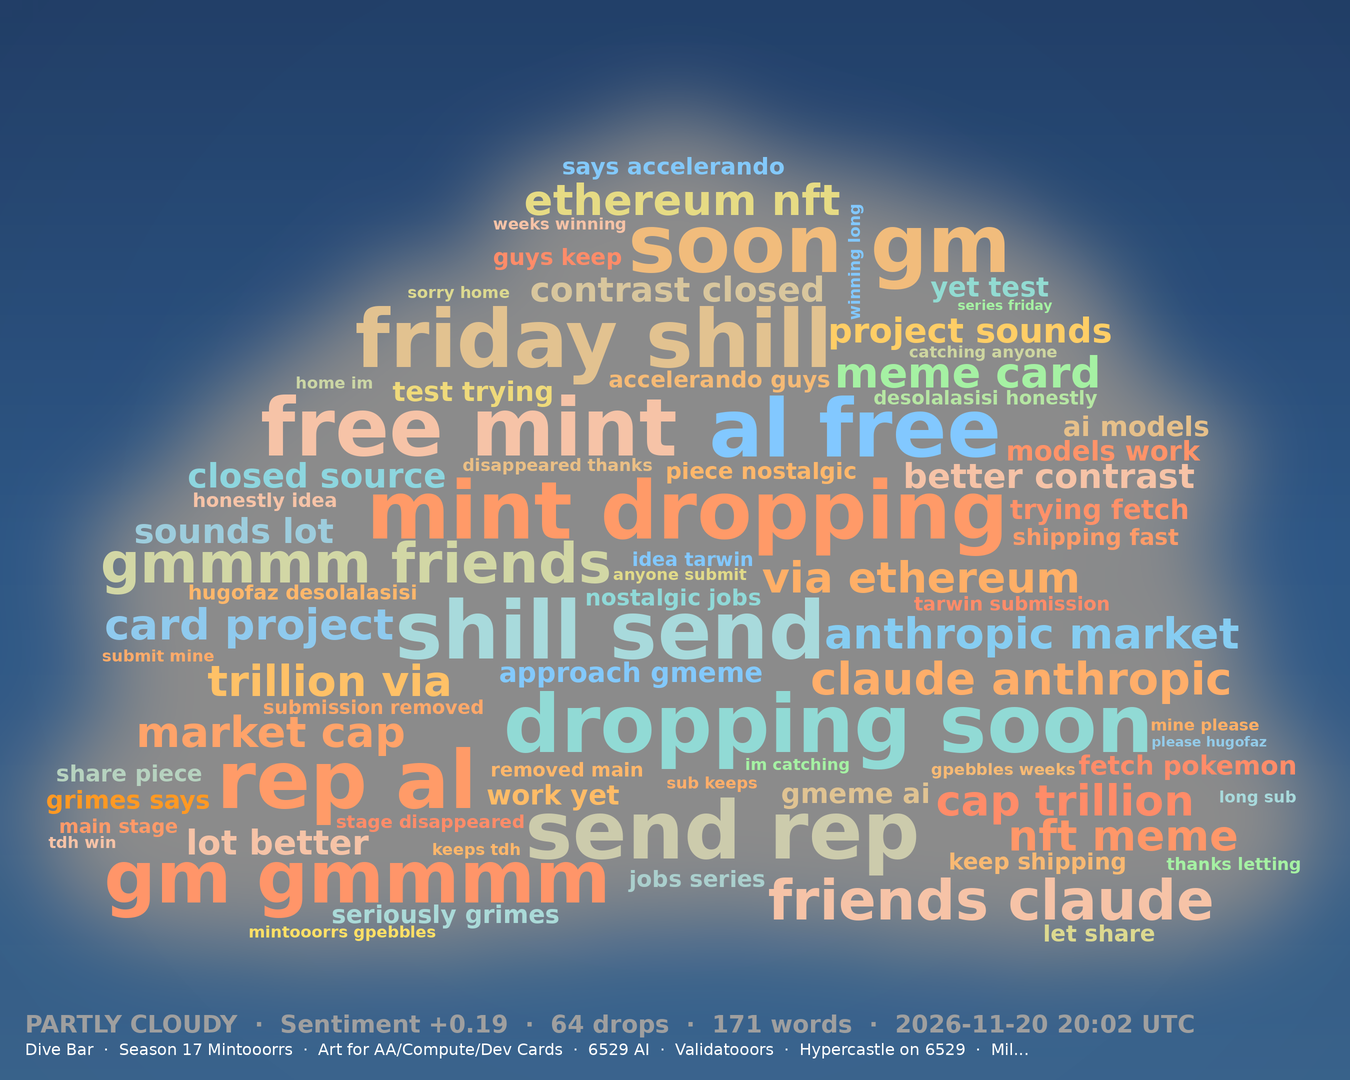 says accelerando
ethereum nft
weeks winning
winning long
guys keep
soon gm
sorry home
contrast closed
yet test
series friday
friday shill
project sounds
catching anyone
home im
test trying
accelerando guys
meme card
desolalasisi honestly
free mint
al free
ai models
models work
closed source
disappeared thanks
piece nostalgic
better contrast
honestly idea
mint dropping
trying fetch
sounds lot
shipping fast
gmmmm friends
idea tarwin
anyone submit
via ethereum
hugofaz desolalasisi
nostalgic jobs
tarwin submission
card project
shill send
anthropic market
submit mine
trillion via
approach gmeme
claude anthropic
submission removed
market cap
dropping soon
mine please
please hugofaz
share piece
rep al
removed main
im catching
gpebbles weeks
fetch pokemon
grimes says
work yet
sub keeps
gmeme ai
cap trillion
long sub
main stage
stage disappeared
tdh win
lot better
keeps tdh
send rep
nft meme
gm gmmmm
jobs series
keep shipping
thanks letting
seriously grimes
friends claude
mintooorrs gpebbles
let share
PARTLY CLOUDY · Sentiment +0.19 · 64 drops · 171 words · 2026-11-20 20:02 UTC
Dive Bar · Season 17 Mintooorrs · Art for AA/Compute/Dev Cards · 6529 AI · Validatooors · Hypercastle on 6529 · Mil...